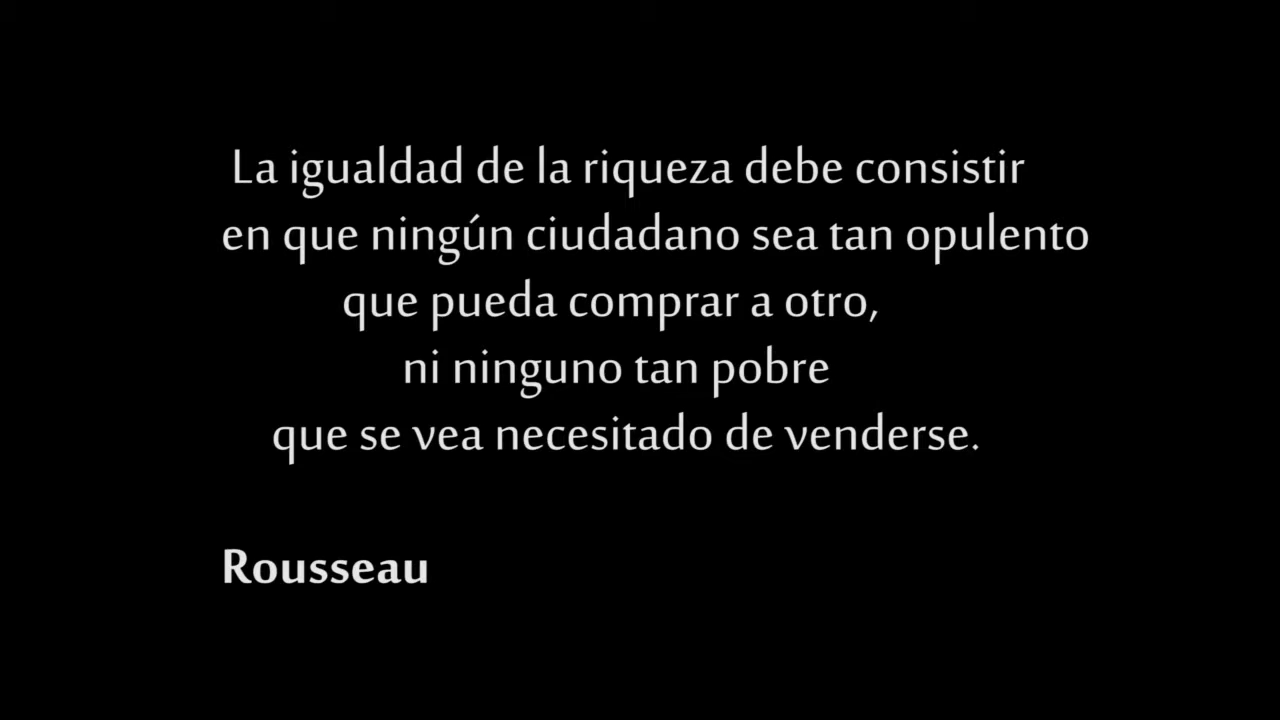 La igualdad de la riqueza debe consistir
en que ningún ciudadano sea tan opulento
que pueda comprar a otro,
ni ninguno tan pobre
que se vea necesitado de venderse.
Rousseau